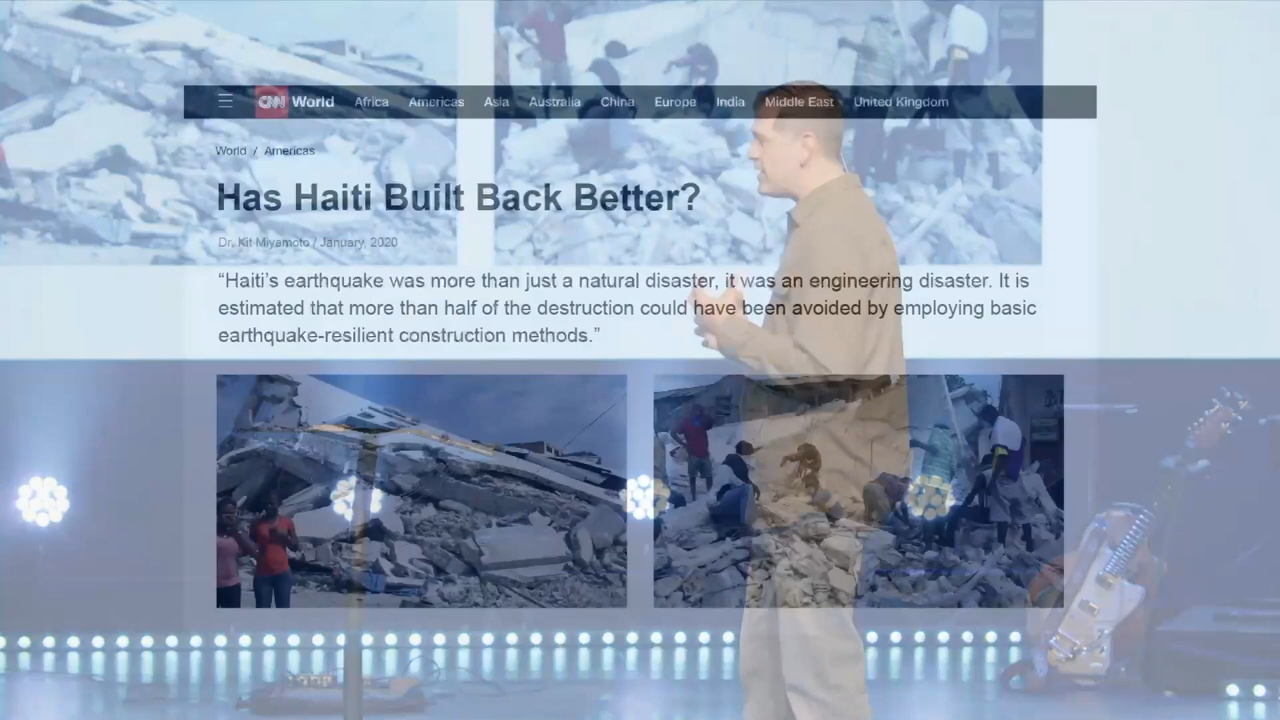 CNN World Africa Americas Asia Australia China Europe India Middle East United Kingdom
World / Americas
Has Haiti Built Back Better?
Dr. Kit Miyamoto / January, 2020
“Haiti’s earthquake was more than just a natural disaster, it was an engineering disaster. It is
estimated that more than half of the destruction could have been avoided by employing basic
earthquake-resilient construction methods.”